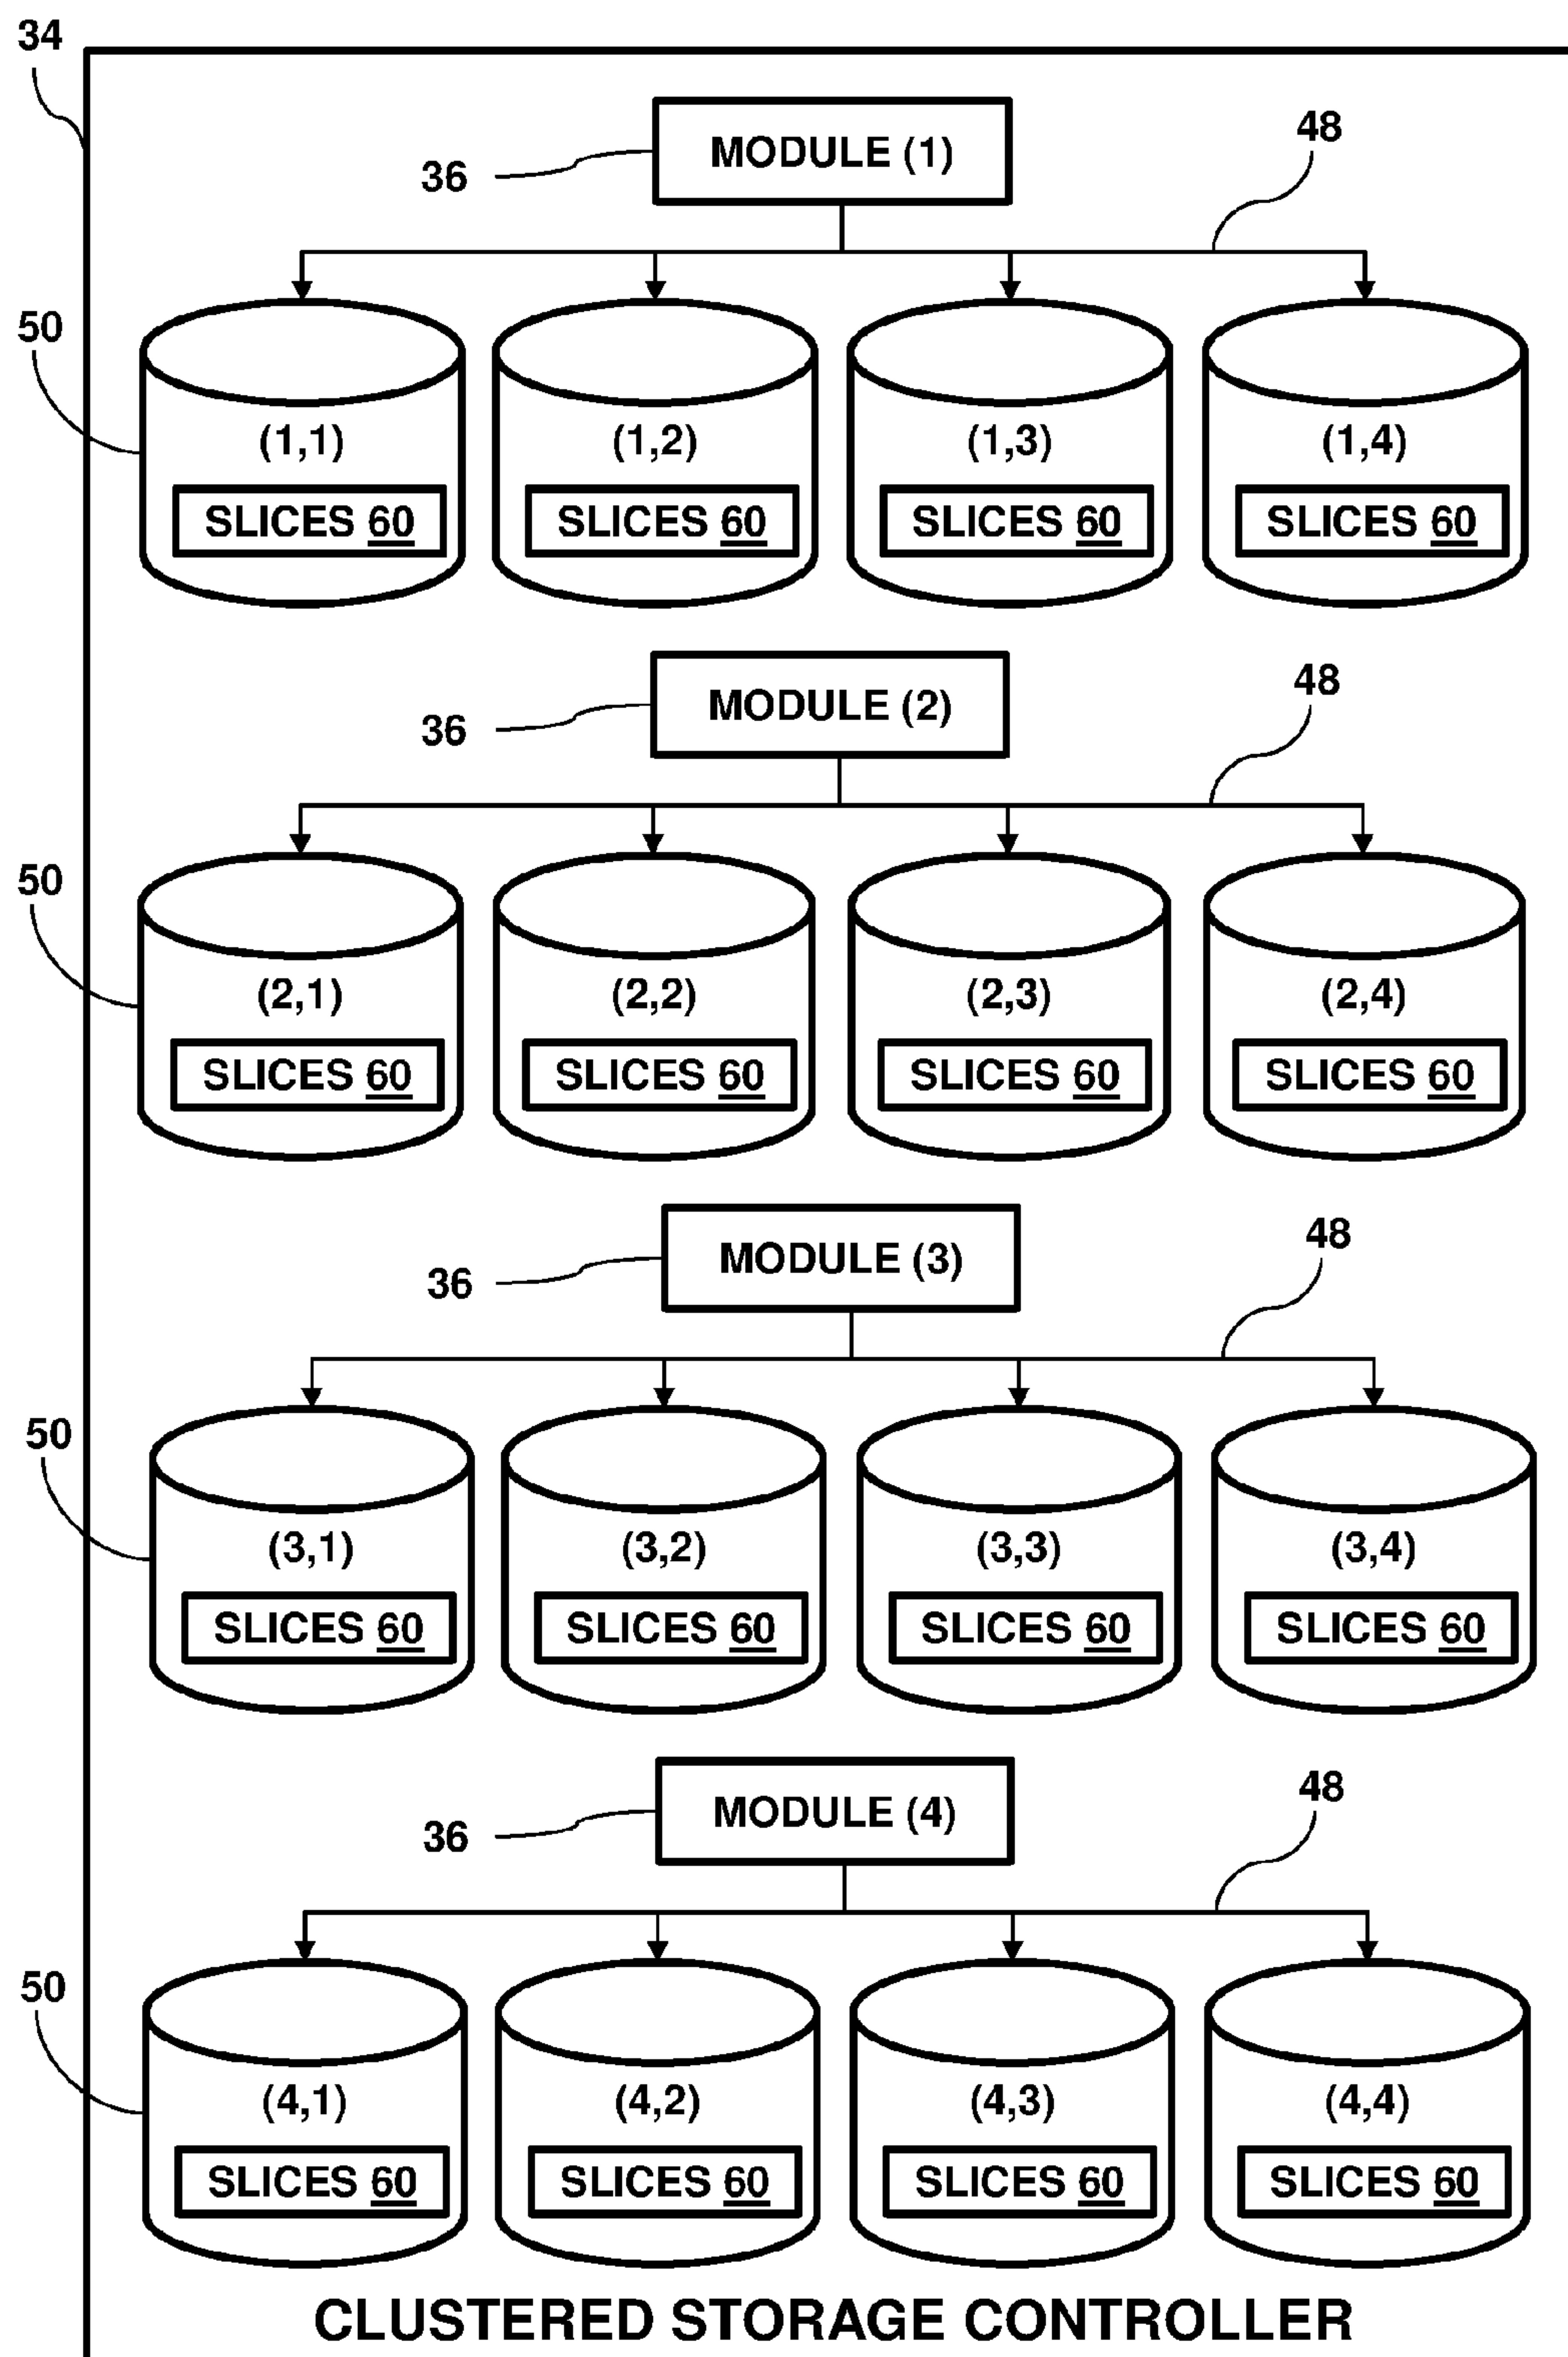 34
MODULE (1)
48
36
50
(1,1) (1,2) (1,3) (1,4)
SLICES 60 SLICES 60 SLICES 60 SLICES 60
MODULE (2)
48
36
50
(2,1) (2,2) (2,3) (2,4)
SLICES 60 SLICES 60 SLICES 60 SLICES 60
MODULE (3)
48
36
50
(3,1) (3,2) (3,3) (3,4)
SLICES 60 SLICES 60 SLICES 60 SLICES 60
MODULE (4)
48
36
50
(4,1) (4,2) (4,3) (4,4)
SLICES 60 SLICES 60 SLICES 60 SLICES 60
CLUSTERED STORAGE CONTROLLER